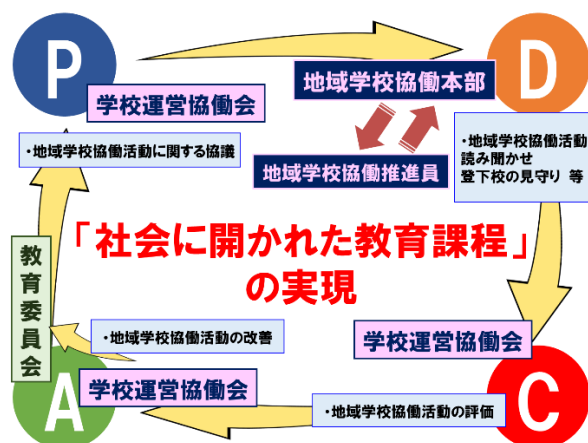 P
学校運営協働会
・地域学校協働活動に関する協議
地域学校協働本部
地域学校協働推進員
D
・地域学校協働活動
読み聞かせ
登下校の見守り 等
「社会に開かれた教育課程」
の実現
教育委員会
・地域学校協働活動の改善
学校運営協働会
A
学校運営協働会
・地域学校協働活動の評価
C